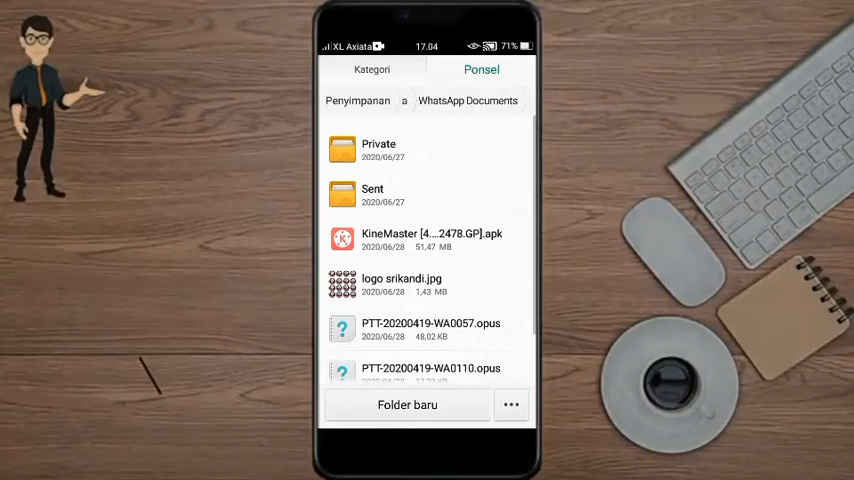 XL Axiata 17.04 71%
Kategori Ponsel
Penyimpanan a WhatsApp Documents
Private
2020/06/27
Sent
2020/06/27
KineMaster [4....2478.GP].apk
2020/06/28 51,47 MB
logo srikandi.jpg
2020/06/28 1,43 MB
PTT-20200419-WA0057.opus
2020/06/28 48,02 KB
PTT-20200419-WA0110.opus
Folder baru